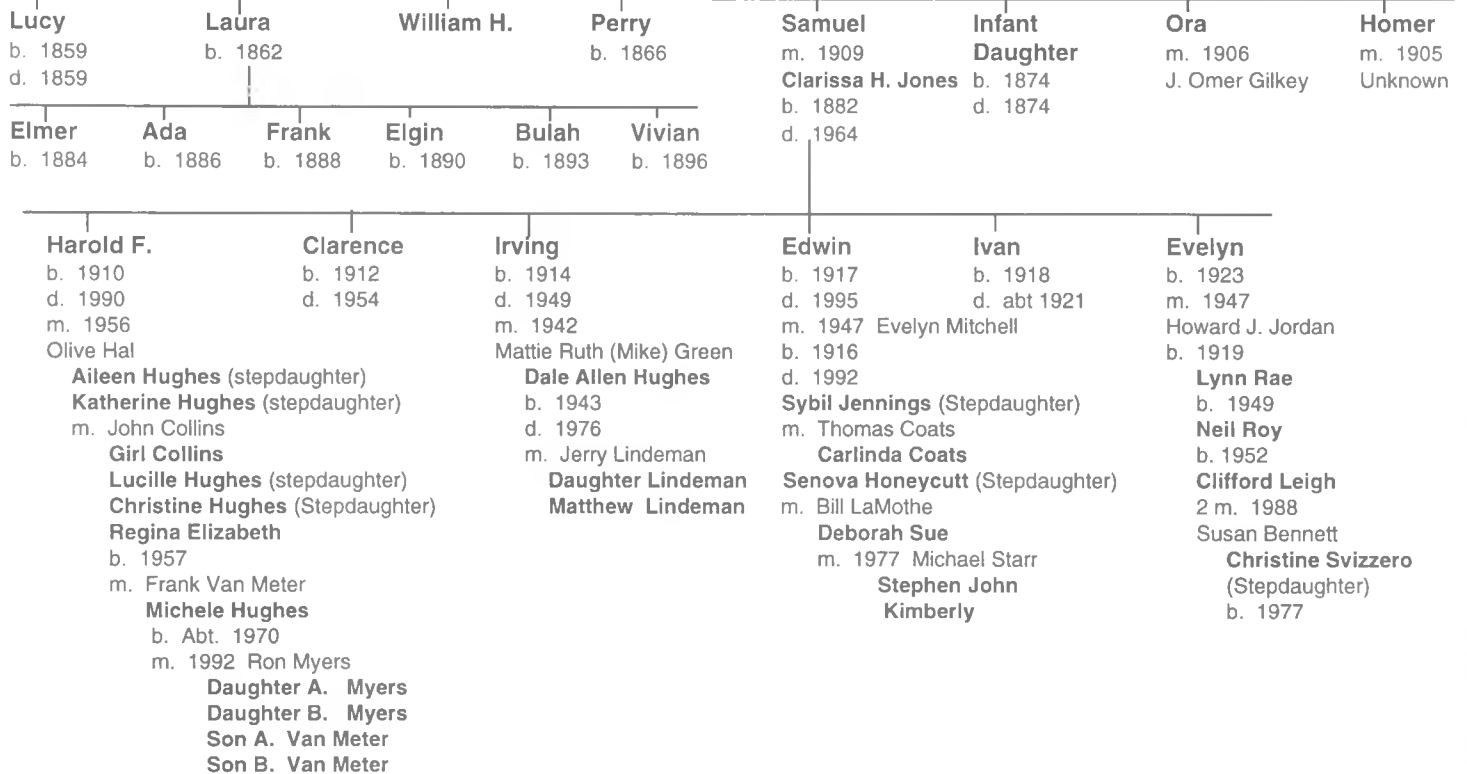 Lucy
b. 1859
d. 1859
Laura
b. 1862
William H.
Perry
b. 1866
Samuel
m. 1909
Clarissa H. Jones
b. 1882
d. 1964
Infant
Daughter
b. 1874
d. 1874
Ora
m. 1906
J. Omer Gilkey
Homer
m. 1905
Unknown
Elmer
b. 1884
Ada
b. 1886
Frank
b. 1888
Elgin
b. 1890
Bulah
b. 1893
Vivian
b. 1896
Harold F.
b. 1910
d. 1990
m. 1956
Olive Hal
Aileen Hughes (stepdaughter)
Katherine Hughes (stepdaughter)
m. John Collins
Girl Collins
Lucille Hughes (stepdaughter)
Christine Hughes (Stepdaughter)
Regina Elizabeth
b. 1957
m. Frank Van Meter
Michele Hughes
b. Abt. 1970
m. 1992 Ron Myers
Daughter A. Myers
Daughter B. Myers
Son A. Van Meter
Son B. Van Meter
Clarence
b. 1912
d. 1954
Irving
b. 1914
d. 1949
m. 1942
Mattie Ruth (Mike) Green
Dale Allen Hughes
b. 1943
d. 1976
m. Jerry Lindeman
Daughter Lindeman
Matthew Lindeman
Edwin
b. 1917
d. 1995
m. 1947 Evelyn Mitchell
b. 1916
d. 1992
Sybil Jennings (Stepdaughter)
m. Thomas Coats
Carlinda Coats
Senova Honeycutt (Stepdaughter)
m. Bill LaMothe
Deborah Sue
m. 1977 Michael Starr
Stephen John
Kimberly
Ivan
b. 1918
d. abt 1921
Evelyn
b. 1923
m. 1947
Howard J. Jordan
b. 1919
Lynn Rae
b. 1949
Neil Roy
b. 1952
Clifford Leigh
2 m. 1988
Susan Bennett
Christine Svizzero
(Stepdaughter)
b. 1977